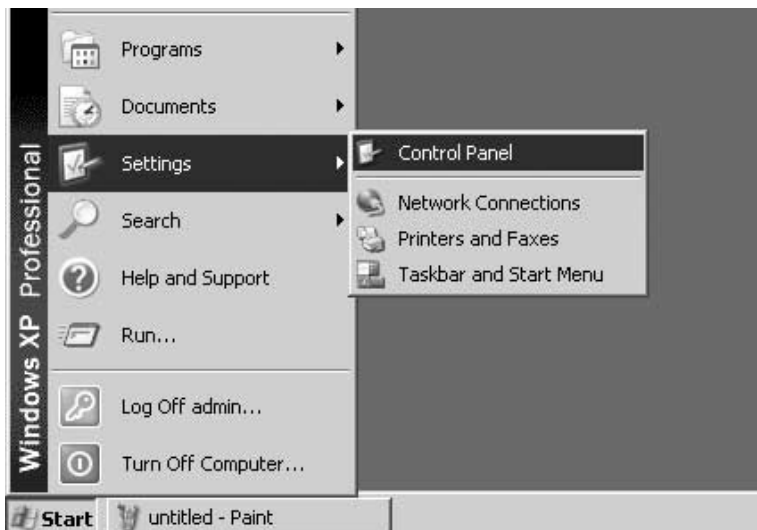 Programs
Documents
Settings
Search
Help and Support
Run...
Log Off admin...
Turn Off Computer...
Windows XP Professional
Control Panel
Network Connections
Printers and Faxes
Taskbar and Start Menu
Start
untitled - Paint